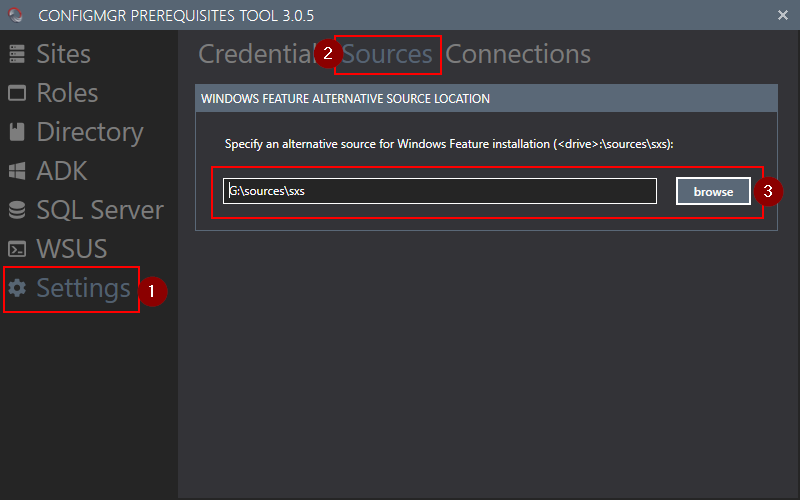 CONFIGMGR PREREQUISITES TOOL 3.0.5
Sites
Roles
Directory
ADK
SQL Server
WSUS
Settings
1
2
Sources Connections
WINDOWS FEATURE ALTERNATIVE SOURCE LOCATION
Specify an alternative source for Windows Feature installation (<drive>:\sources\sxs):
G:\sources\sxs
browse
3